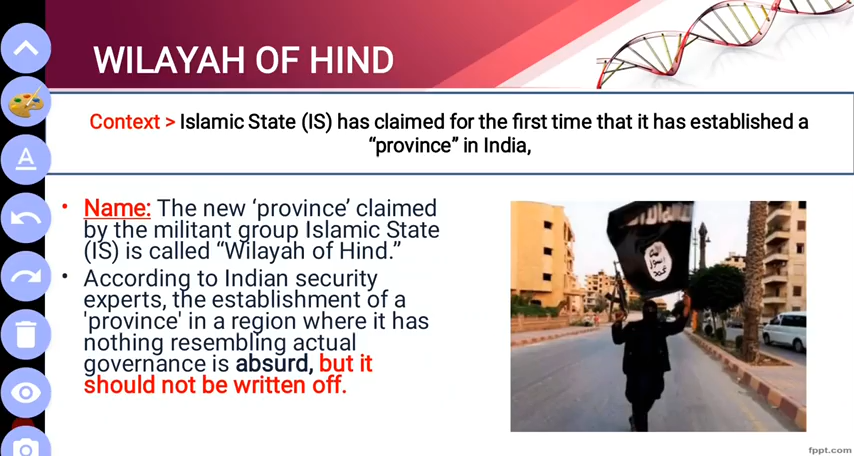 WILAYAH OF HIND
Context > Islamic State (IS) has claimed for the first time that it has established a
“province” in India,
• Name: The new ‘province’ claimed
by the militant group Islamic State
(IS) is called “Wilayah of Hind.”
• According to Indian security
experts, the establishment of a
'province' in a region where it has
nothing resembling actual
governance is absurd, but it
should not be written off.
A
fppt.com